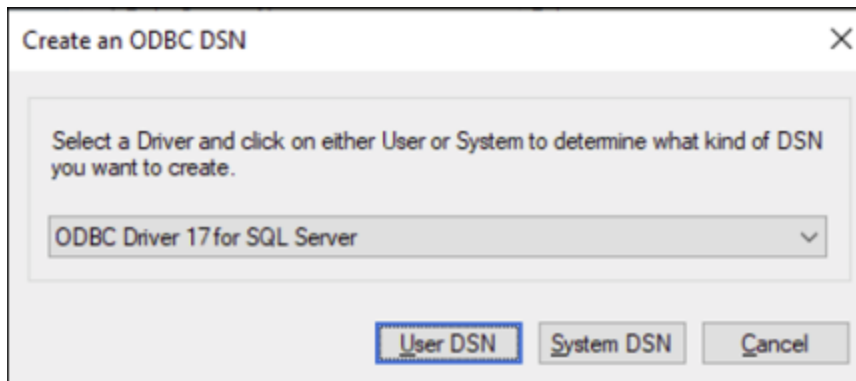 Create an ODBC DSN
Select a Driver and click on either User or System to determine what kind of DSN
you want to create.
ODBC Driver 17 for SQL Server
User DSN
System DSN
Cancel